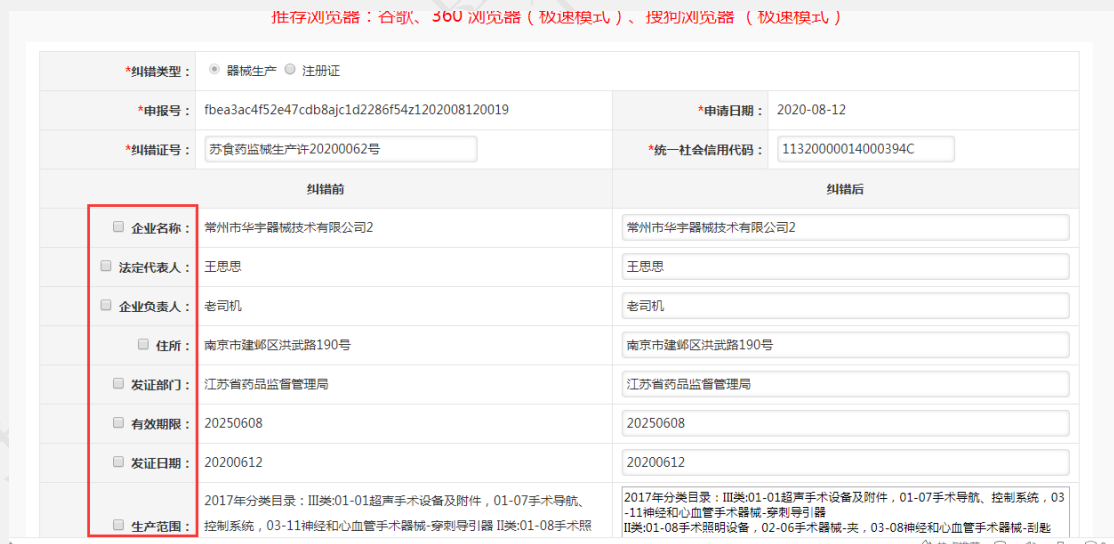 推荐浏览器：谷歌、360 浏览器（极速模式）、搜狗浏览器 （极速模式）
*纠错类型： 器械生产 注册证
*申报号： fbea3ac4f52e47cdb8ajc1d2286f54z1202008120019 *申请日期： 2020-08-12
*纠错证号： 苏食药监械生产许20200062号 *统一社会信用代码： 11320000014000394C
纠错前 纠错后
企业名称： 常州市华宇器械技术有限公司2 常州市华宇器械技术有限公司2
法定代表人： 王思思 王思思
企业负责人： 老司机 老司机
住所： 南京市建邺区洪武路190号 南京市建邺区洪武路190号
发证部门： 江苏省药品监督管理局 江苏省药品监督管理局
有效期限： 20250608 20250608
发证日期： 20200612 20200612
生产范围：
2017年分类目录：III类:01-01超声手术设备及附件，01-07手术导航、
控制系统，03-11神经和心血管手术器械-穿刺导引器 II类:01-08手术照
2017年分类目录：III类:01-01超声手术设备及附件，01-07手术导航、控制系统，03
-11神经和心血管手术器械-穿刺导引器
II类:01-08手术照明设备，02-06手术器械-夹，03-08神经和心血管手术器械-刮匙